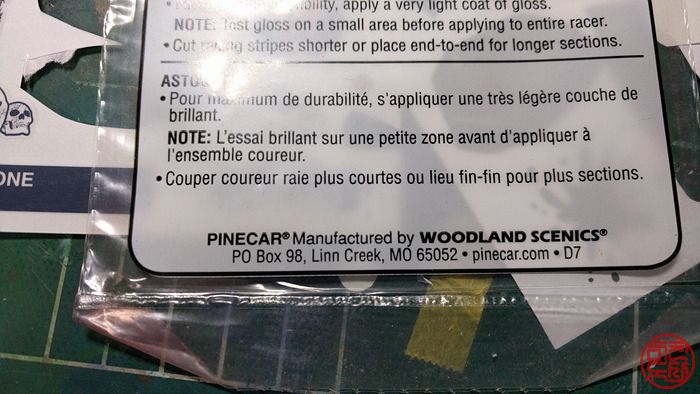 bility, apply a very light coat of gloss.
NOTE: Test gloss on a small area before applying to entire racer.
• Cut racing stripes shorter or place end-to-end for longer sections.
• Pour maximum de durabilité, s'appliquer une très légère couche de
brillant.
NOTE: L'essai brillant sur une petite zone avant d'appliquer à
l'ensemble coureur.
• Couper coureur raie plus courtes ou lieu fin-fin pour plus sections.
ONE
PINECAR® Manufactured by WOODLAND SCENICS®
PO Box 98, Linn Creek, MO 65052 • pinecar.com • D7